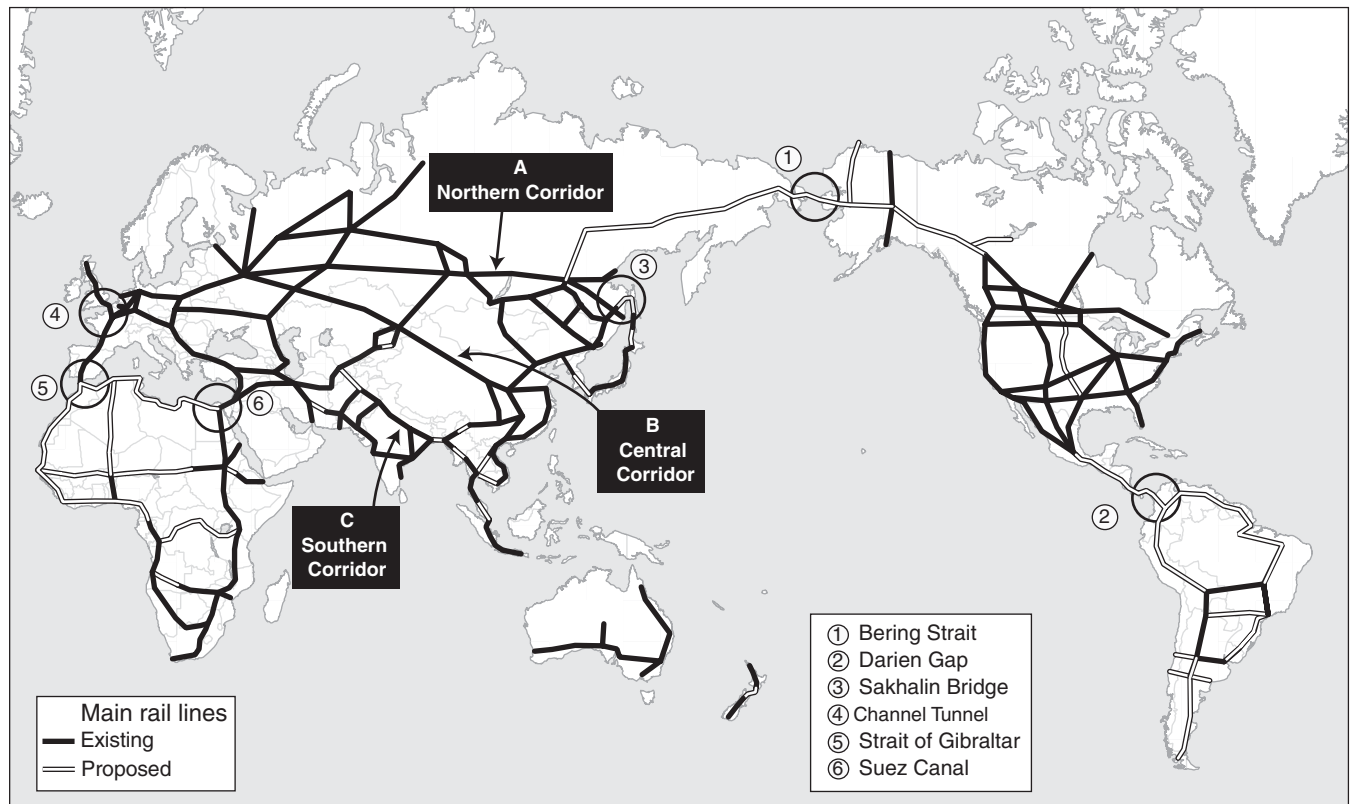 ①
A
Northern Corridor
③
④
⑤
⑥
B
Central
Corridor
C
Southern
Corridor
②
① Bering Strait
② Darien Gap
③ Sakhalin Bridge
④ Channel Tunnel
⑤ Strait of Gibraltar
⑥ Suez Canal
Main rail lines
Existing
Proposed